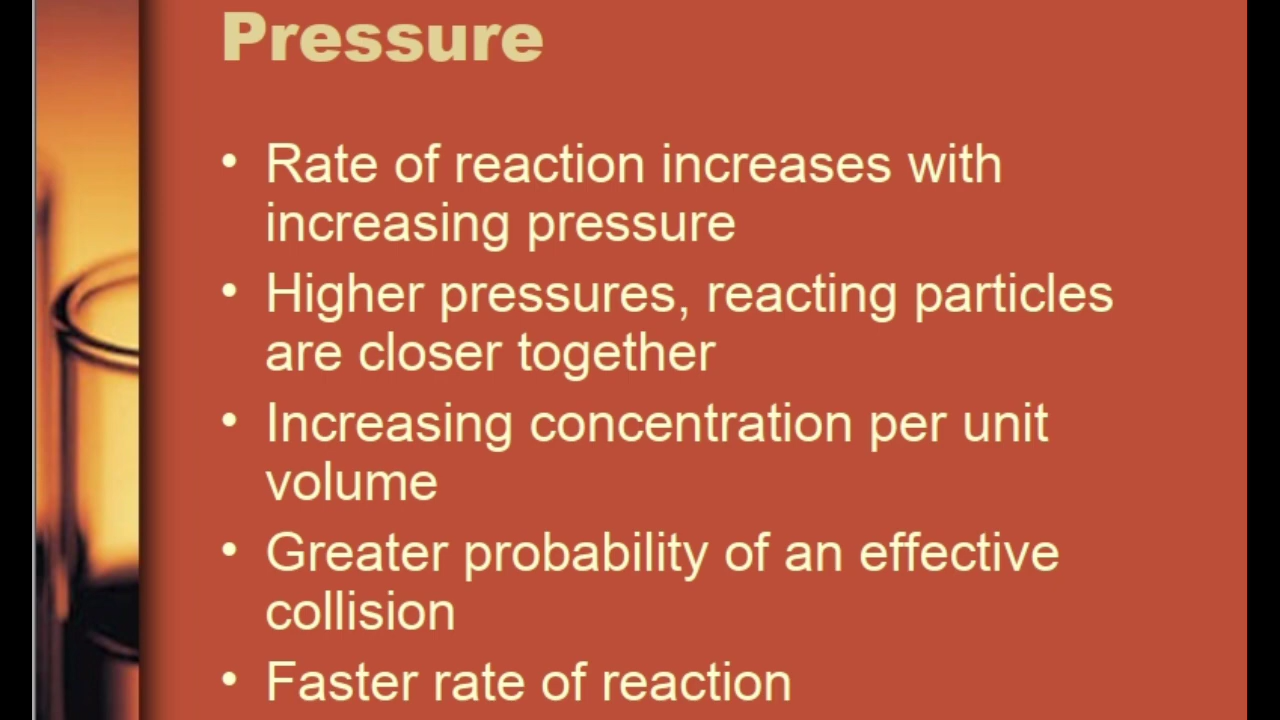 Pressure
• Rate of reaction increases with
increasing pressure
• Higher pressures, reacting particles
are closer together
• Increasing concentration per unit
volume
• Greater probability of an effective
collision
• Faster rate of reaction